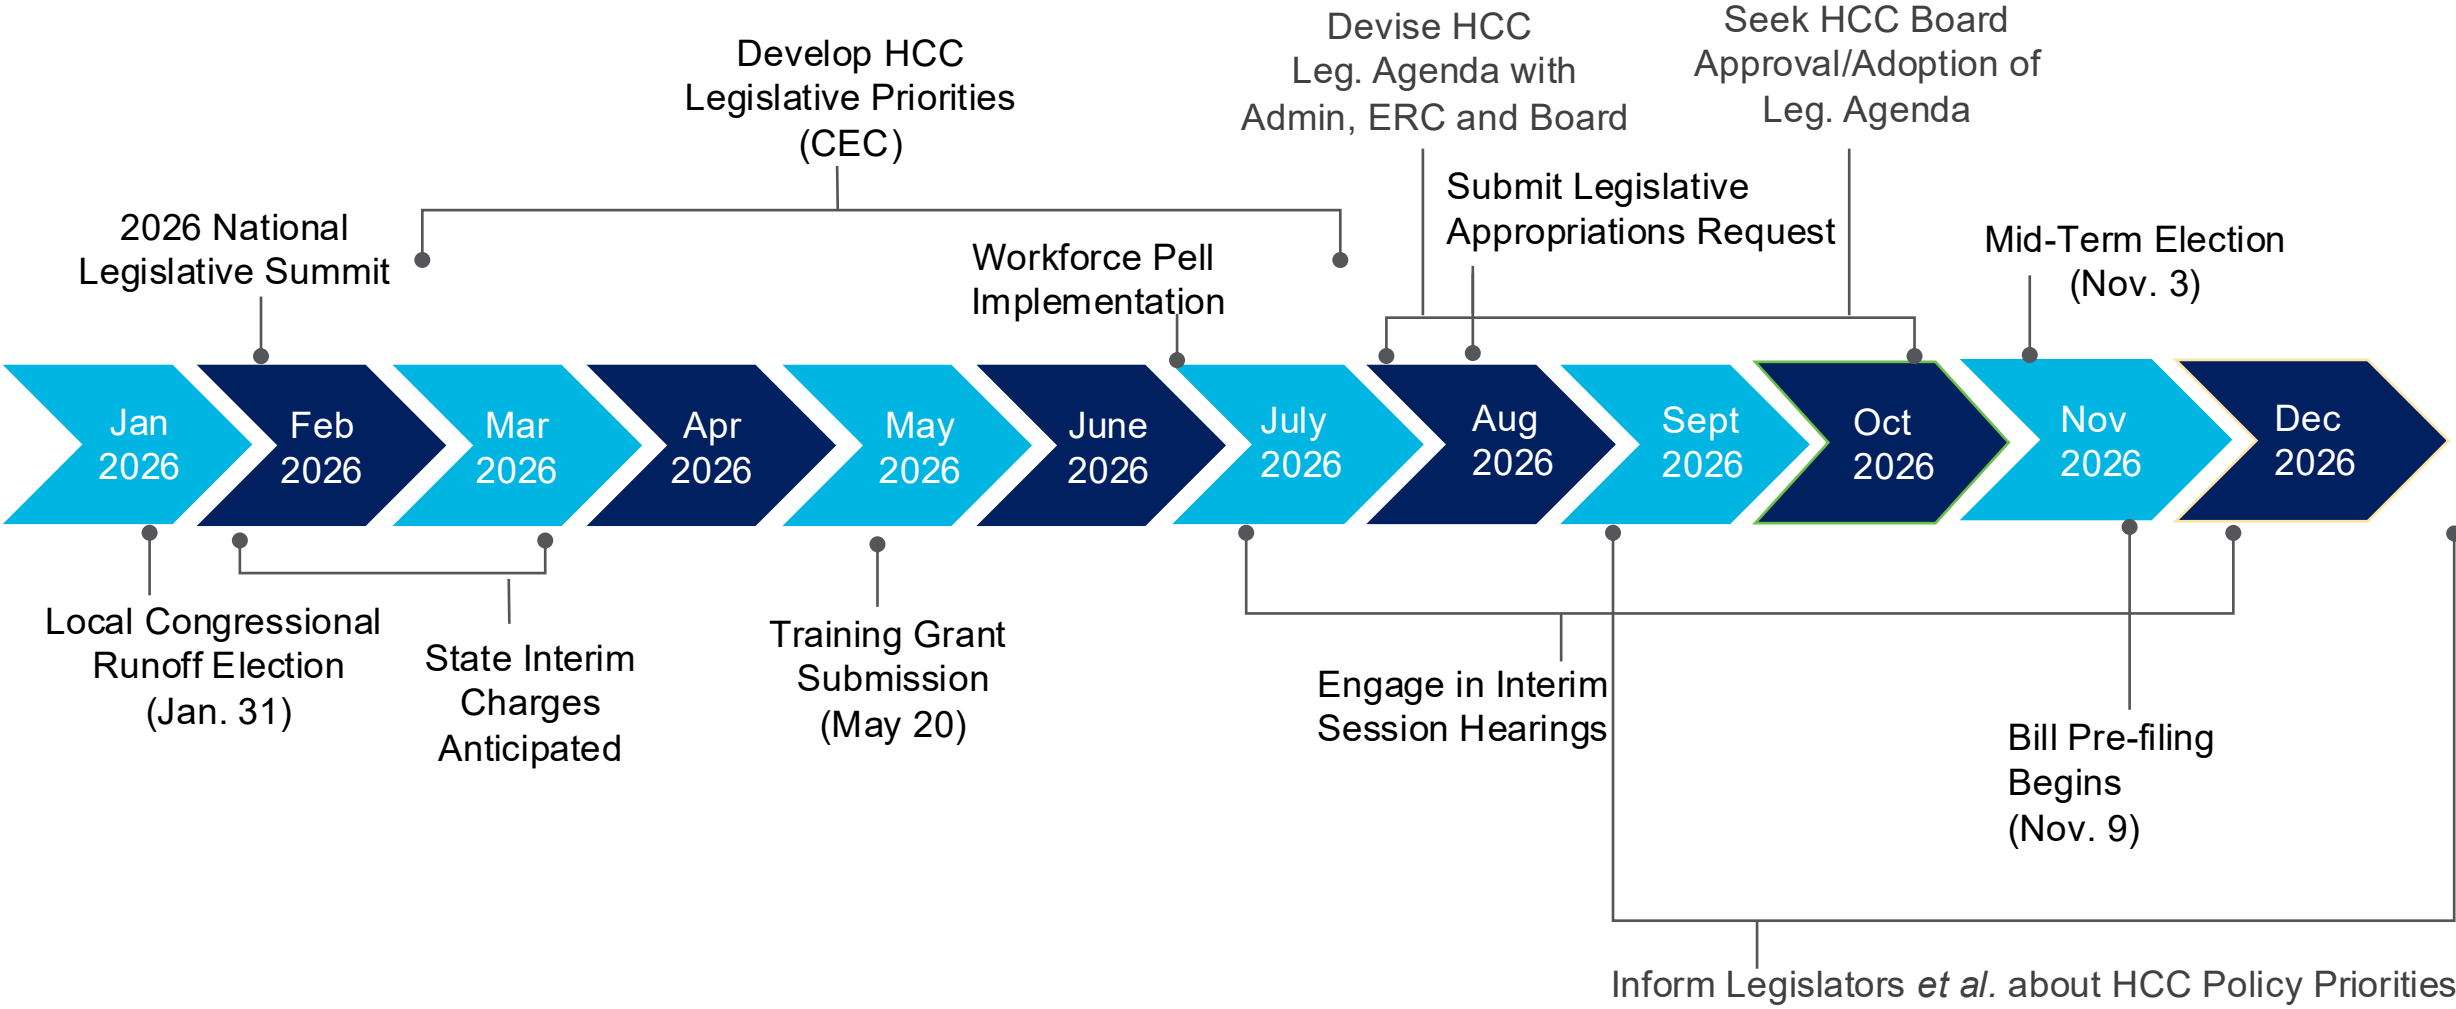 Develop HCC
Legislative Priorities
(CEC)
Devise HCC
Leg. Agenda with
Admin, ERC and Board
Seek HCC Board
Approval/Adoption of
Leg. Agenda
2026 National
Legislative Summit
Workforce Pell
Implementation
Submit Legislative
Appropriations Request
Mid-Term Election
(Nov. 3)
Jan
2026
Feb
2026
Mar
2026
Apr
2026
May
2026
June
2026
July
2026
Aug
2026
Sept
2026
Oct
2026
Nov
2026
Dec
2026
Local Congressional
Runoff Election
(Jan. 31)
State Interim
Charges
Anticipated
Training Grant
Submission
(May 20)
Engage in Interim
Session Hearings
Bill Pre-filing
Begins
(Nov. 9)
Inform Legislators et al. about HCC Policy Priorities